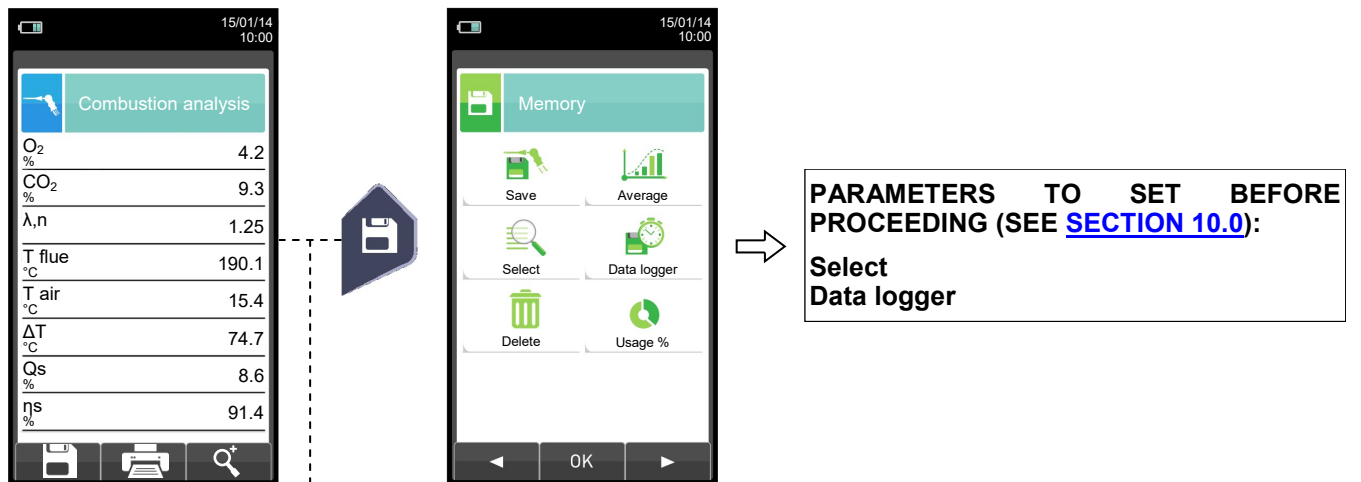 15/01/14
10:00
Combustion analysis
O₂
%
4.2
CO₂
%
9.3
λ,n
1.25
T flue
°C
190.1
T air
°C
15.4
ΔT
°C
74.7
Qs
%
8.6
ηs
%
91.4
15/01/14
10:00
Memory
Save
Average
Select
Data logger
Delete
Usage %
OK
PARAMETERS TO SET BEFORE
PROCEEDING (SEE SECTION 10.0):
Select
Data logger